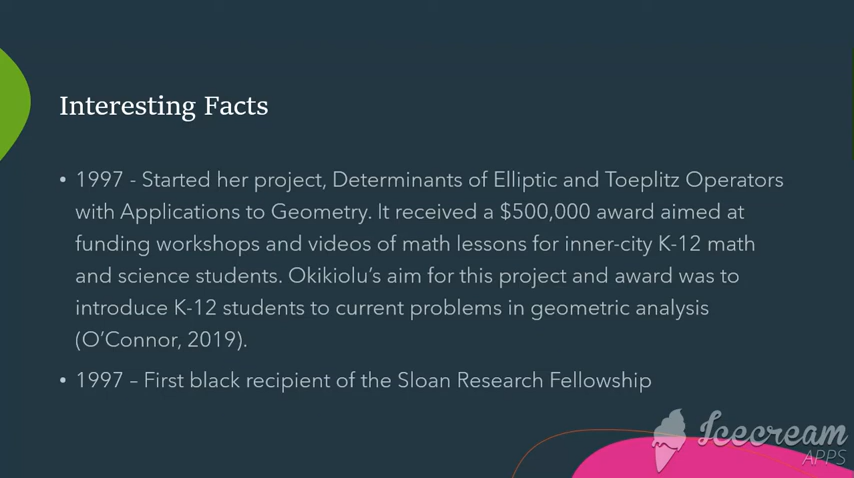 Interesting Facts
• 1997 - Started her project, Determinants of Elliptic and Toeplitz Operators
with Applications to Geometry. It received a $500,000 award aimed at
funding workshops and videos of math lessons for inner-city K-12 math
and science students. Okikiolu’s aim for this project and award was to
introduce K-12 students to current problems in geometric analysis
(O’Connor, 2019).
• 1997 – First black recipient of the Sloan Research Fellowship
Icecream
APPS